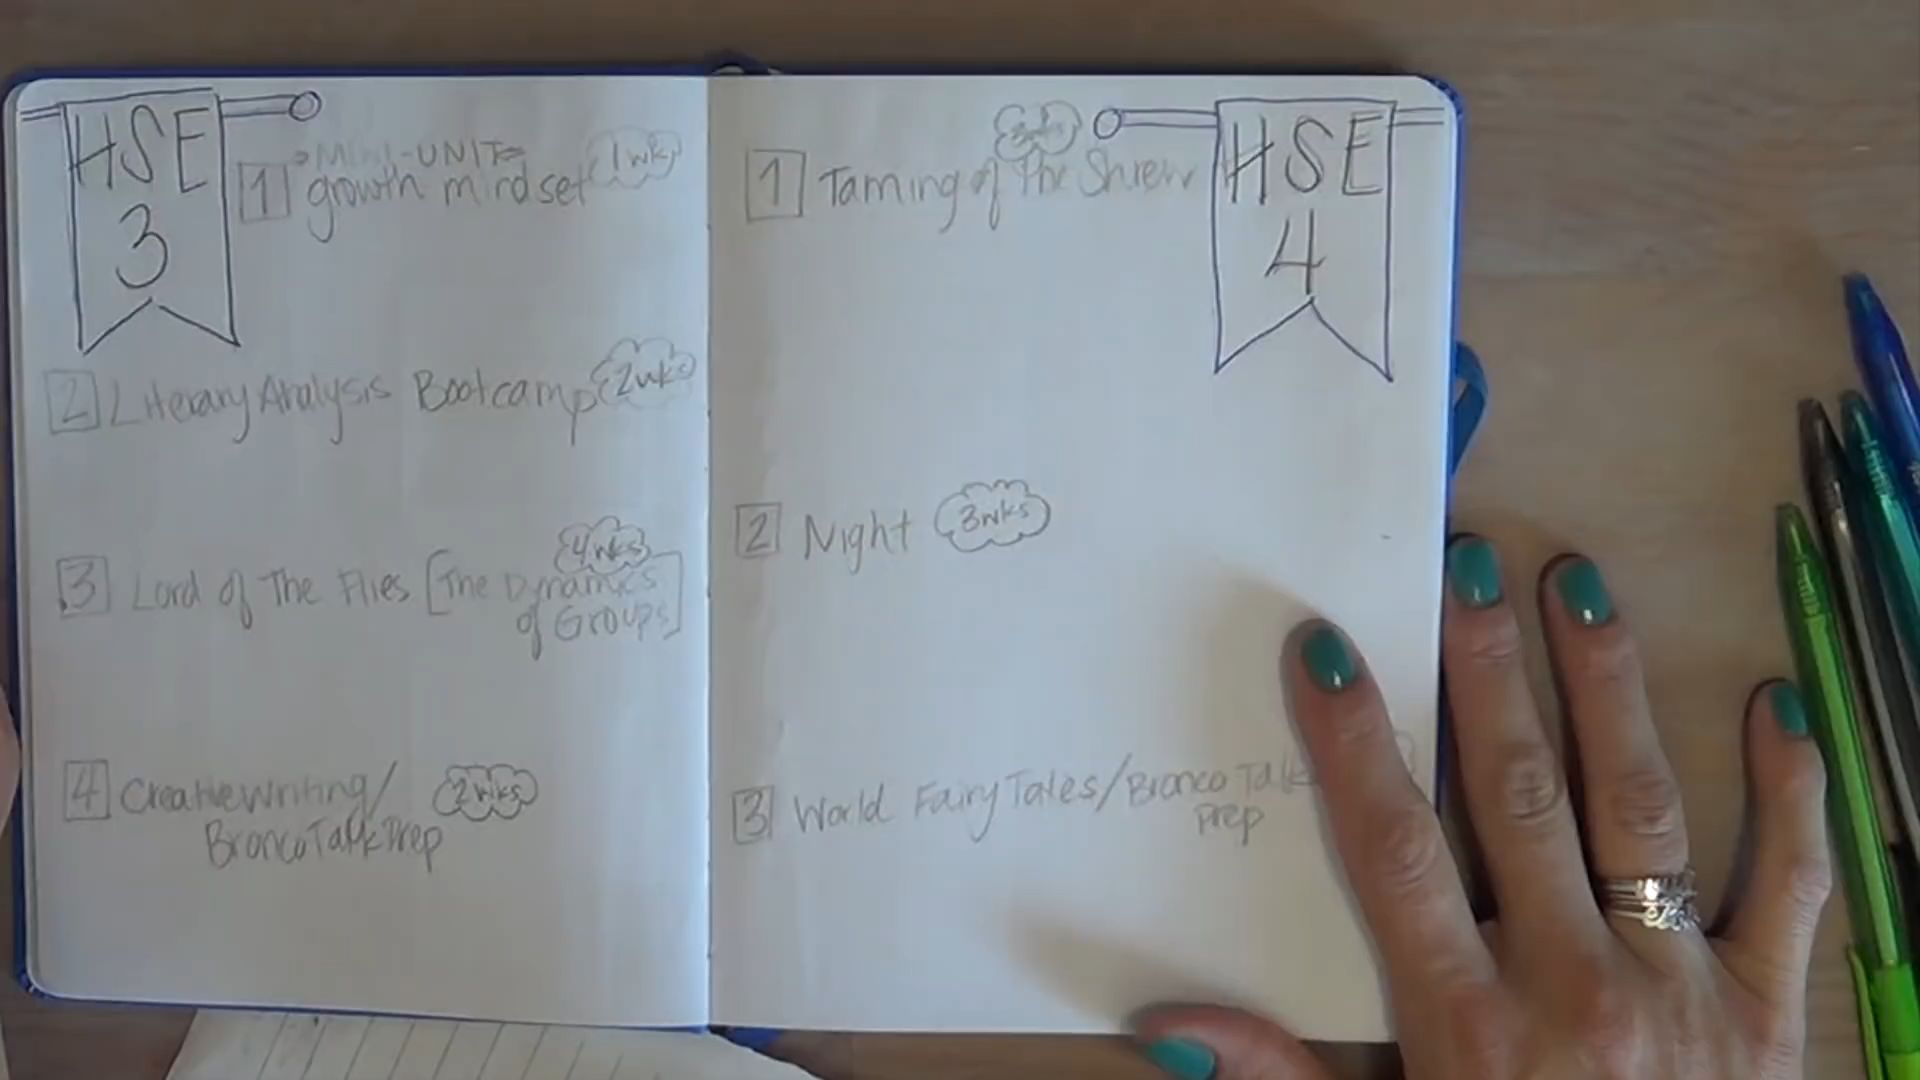 HSE
3
MINI-UNIT
1 growth mindset 1wk
2 Literary Analysis Bootcamp 2wks
4wks
3 Lord of The Flies [The Dynamics
of Groups]
4 Creative Writing/ 2wks
Bronco Talk Prep
HSE
4
1 Taming of The Shrew
2 Night 3wks
3 World Fairy Tales/Bronco Talk
Prep